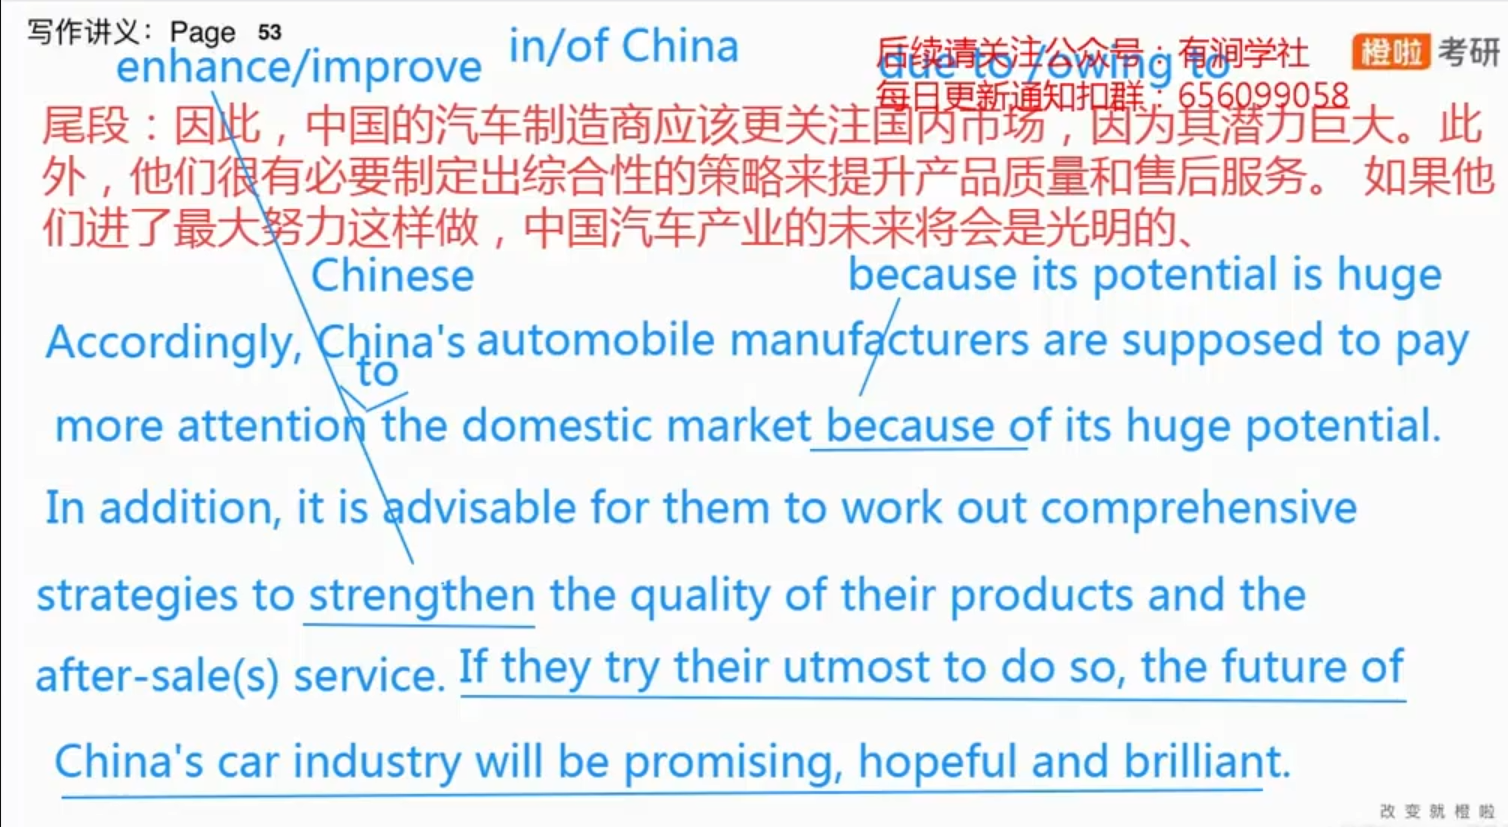 写作讲义：Page 53
enhance/improve
in/of China
due to /owing to
后续请关注公众号：有涧学社
每日更新通知扣群：656099058
橙啦 考研
尾段：因此，中国的汽车制造商应该更关注国内市场，因为其潜力巨大。此
外，他们很有必要制定出综合性的策略来提升产品质量和售后服务。 如果他
们进了最大努力这样做，中国汽车产业的未来将会是光明的、
Chinese
because its potential is huge
Accordingly, China's automobile manufacturers are supposed to pay
to
more attention the domestic market because of its huge potential.
In addition, it is advisable for them to work out comprehensive
strategies to strengthen the quality of their products and the
after-sale(s) service. If they try their utmost to do so, the future of
China's car industry will be promising, hopeful and brilliant.
改变就橙啦